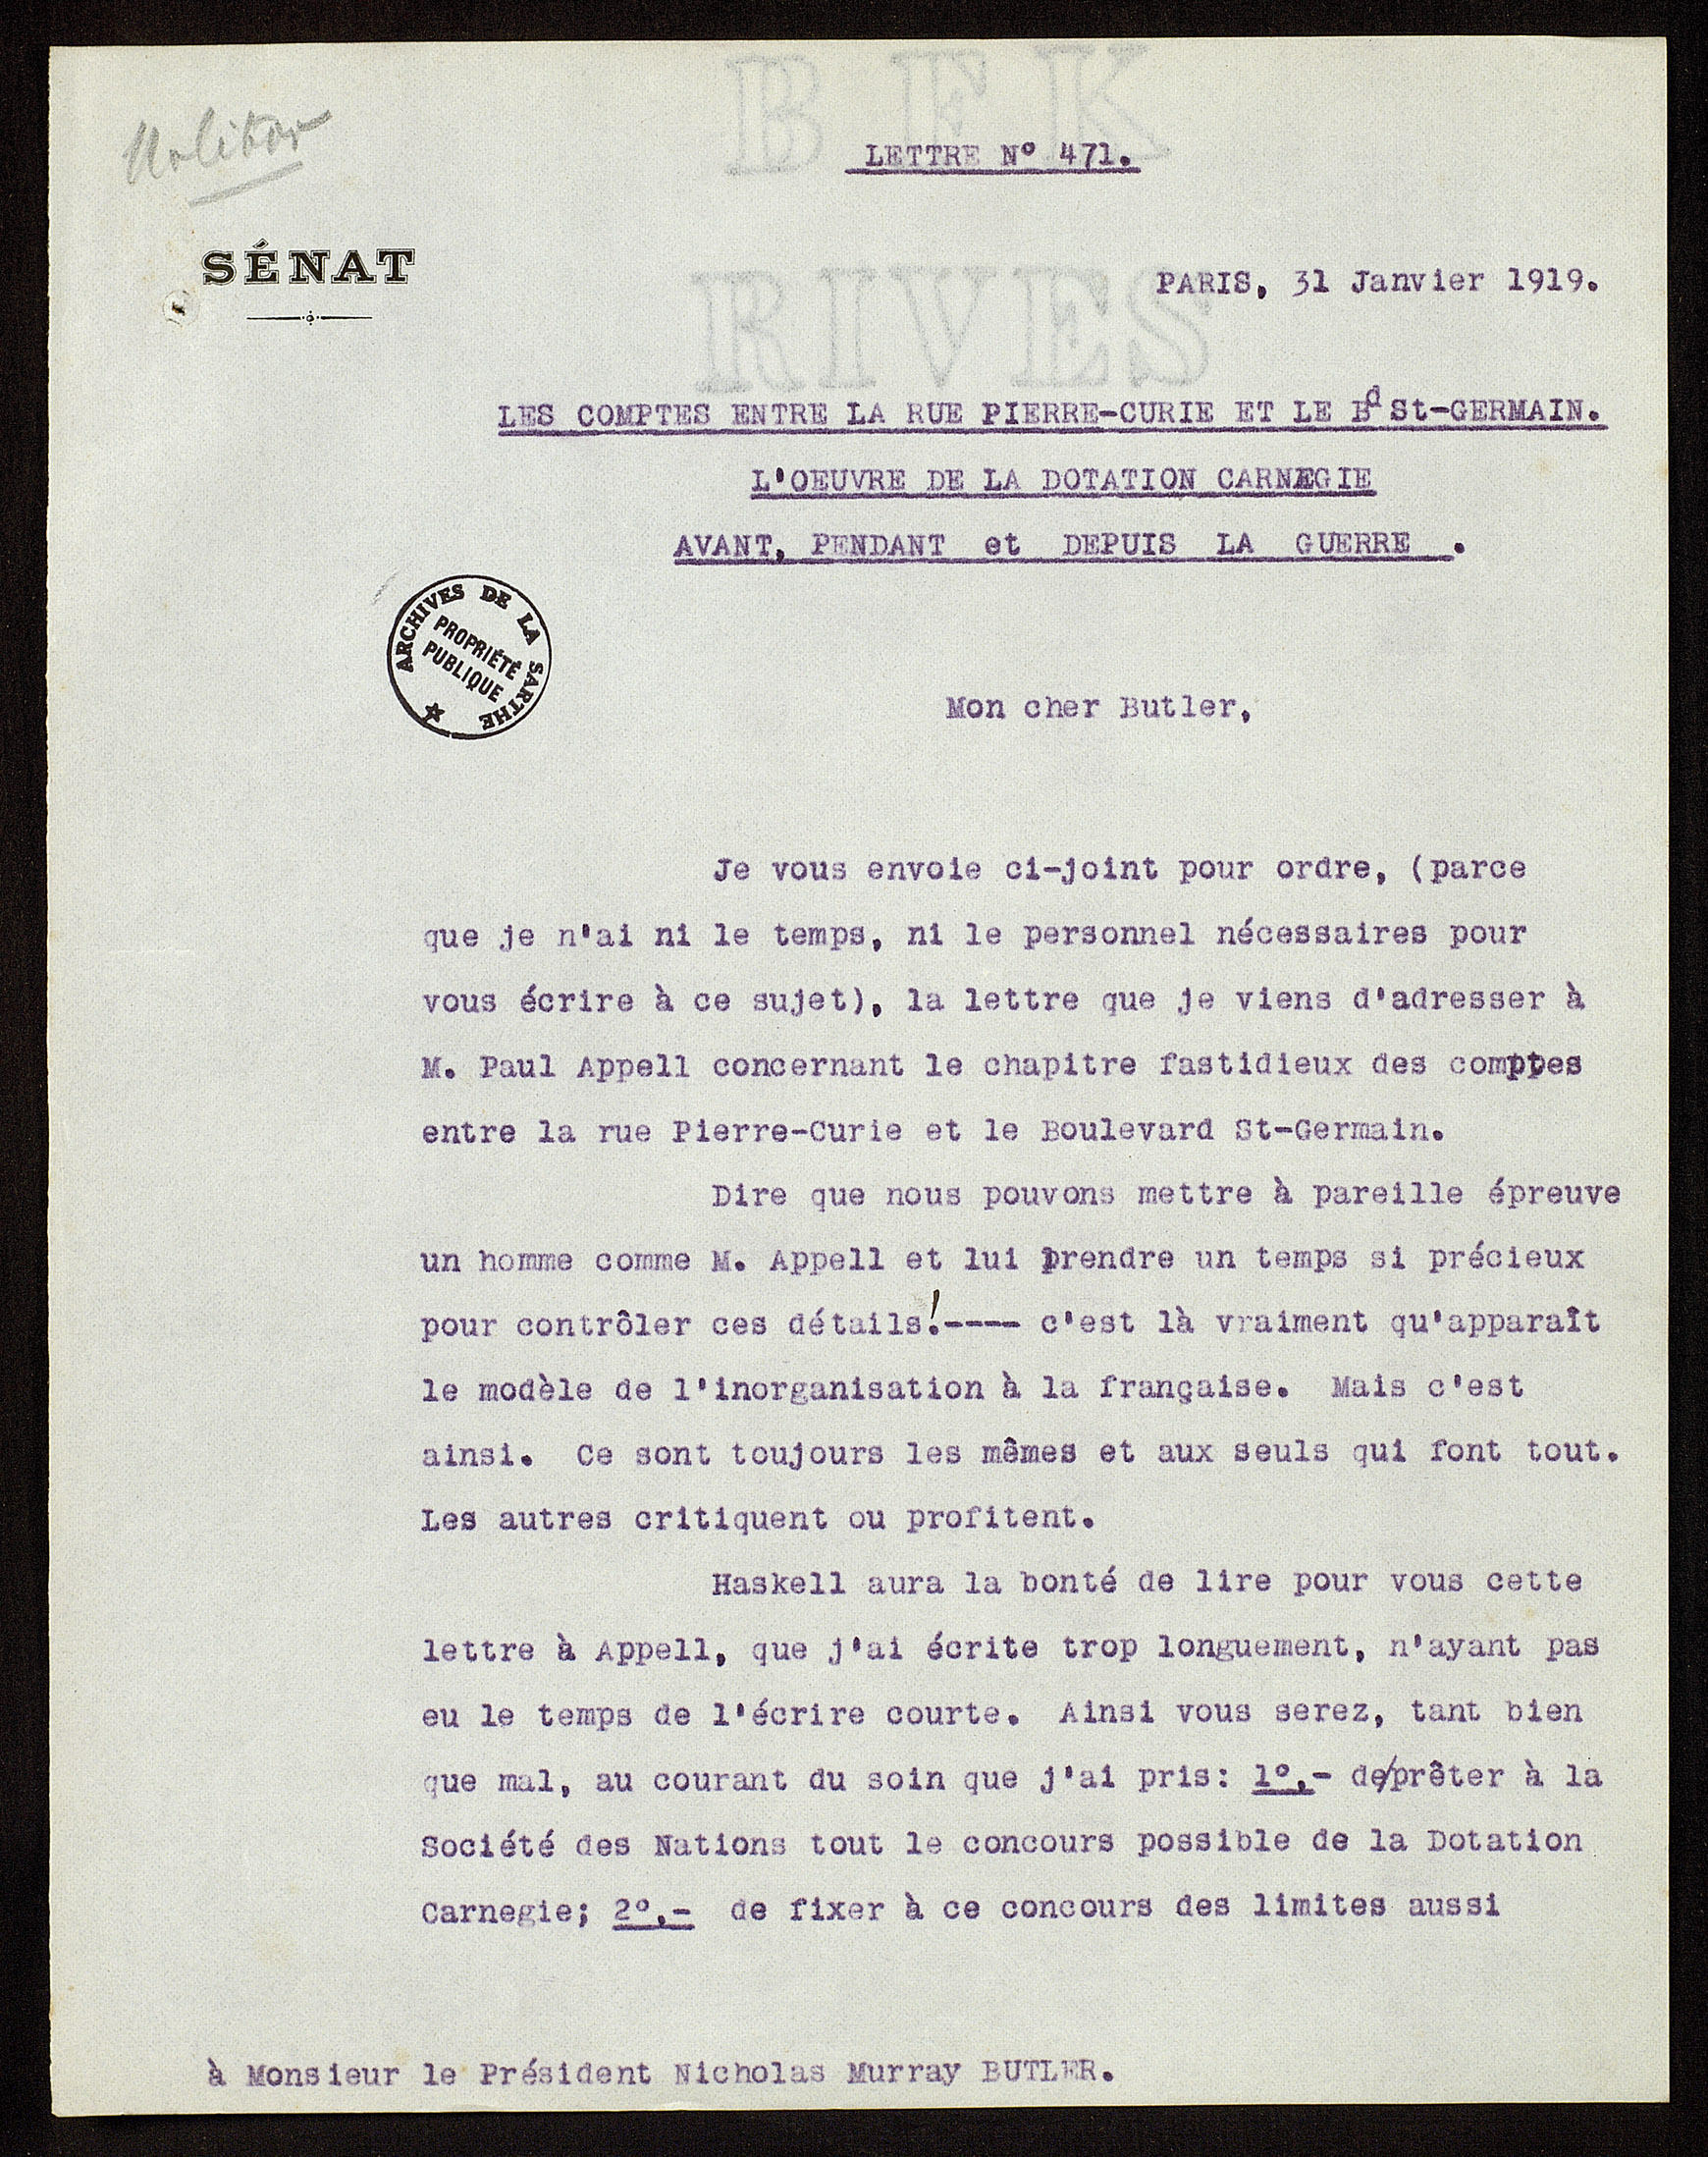 Molitor
LETTRE N° 471.
SÉNAT
PARIS, 31 Janvier 1919.
LES COMPTES ENTRE LA RUE PIERRE-CURIE ET LE Bd St-GERMAIN.
L'OEUVRE DE LA DOTATION CARNEGIE
AVANT, PENDANT et DEPUIS LA GUERRE .
ARCHIVES DE LA SARTHE
PROPRIÉTÉ
PUBLIQUE
BFK
RIVES
Mon cher Butler,
Je vous envoie ci-joint pour ordre, (parce
que je n'ai ni le temps, ni le personnel nécessaires pour
vous écrire à ce sujet), la lettre que je viens d'adresser à
M. Paul Appell concernant le chapitre fastidieux des comptes
entre la rue Pierre-Curie et le Boulevard St-Germain.
Dire que nous pouvons mettre à pareille épreuve
un homme comme M. Appell et lui prendre un temps si précieux
pour contrôler ces détails!---- c'est là vraiment qu'apparaît
le modèle de l'inorganisation à la française. Mais c'est
ainsi. Ce sont toujours les mêmes et aux seuls qui font tout.
Les autres critiquent ou profitent.
Haskell aura la bonté de lire pour vous cette
lettre à Appell, que j'ai écrite trop longuement, n'ayant pas
eu le temps de l'écrire courte. Ainsi vous serez, tant bien
que mal, au courant du soin que j'ai pris: 1°,- de/prêter à la
Société des Nations tout le concours possible de la Dotation
Carnegie; 2°,- de fixer à ce concours des limites aussi
à Monsieur le Président Nicholas Murray BUTLER.